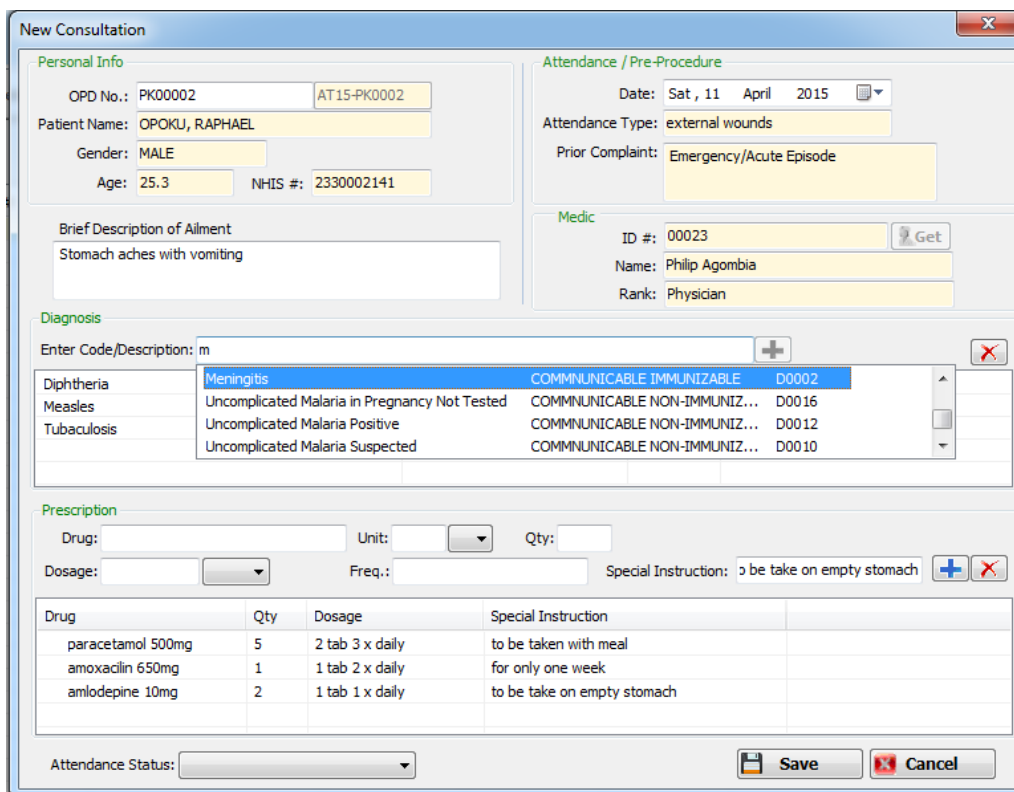 New Consultation
Personal Info
OPD No.: PK00002 AT15-PK0002
Patient Name: OPOKU, RAPHAEL
Gender: MALE
Age: 25.3 NHIS #: 2330002141
Attendance / Pre-Procedure
Date: Sat , 11 April 2015
Attendance Type: external wounds
Prior Complaint: Emergency/Acute Episode
Brief Description of Ailment
Stomach aches with vomiting
Medic
ID #: 00023 Get
Name: Philip Agombia
Rank: Physician
Diagnosis
Enter Code/Description: m
Diphtheria
Measles
Tubaculosis
Meningitis COMMNUNICABLE IMMUNIZABLE D0002
Uncomplicated Malaria in Pregnancy Not Tested COMMNUNICABLE NON-IMMUNIZ... D0016
Uncomplicated Malaria Positive COMMNUNICABLE NON-IMMUNIZ... D0012
Uncomplicated Malaria Suspected COMMNUNICABLE NON-IMMUNIZ... D0010
Prescription
Drug: Unit: Qty:
Dosage: Freq.: Special Instruction: o be take on empty stomach
Drug Qty Dosage Special Instruction
paracetamol 500mg 5 2 tab 3 x daily to be taken with meal
amoxacilin 650mg 1 1 tab 2 x daily for only one week
amlodepine 10mg 2 1 tab 1 x daily to be take on empty stomach
Attendance Status: Save Cancel